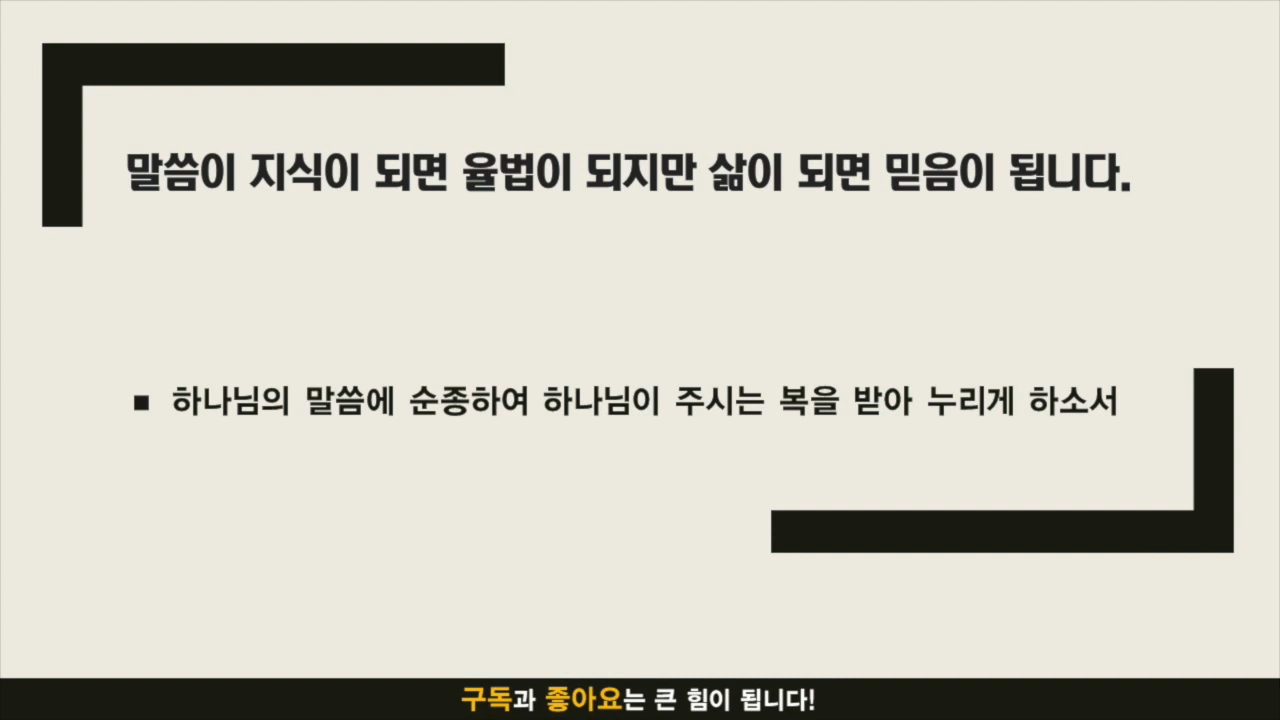 말씀이 지식이 되면 율법이 되지만 삶이 되면 믿음이 됩니다.
■ 하나님의 말씀에 순종하여 하나님이 주시는 복을 받아 누리게 하소서
구독과 좋아요는 큰 힘이 됩니다!